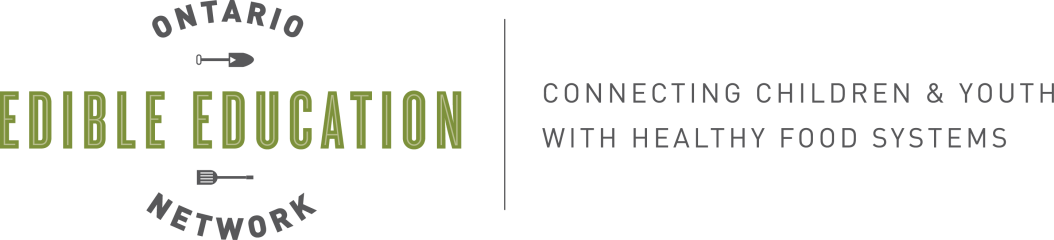 ONTARIO
EDIBLE EDUCATION
NETWORK
CONNECTING CHILDREN & YOUTH
WITH HEALTHY FOOD SYSTEMS